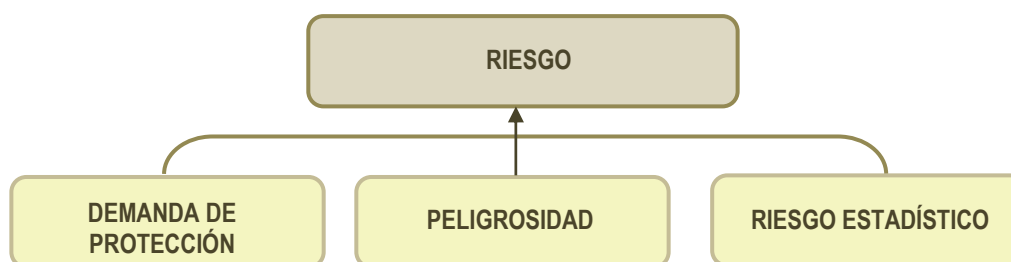 RIESGO
DEMANDA DE
PROTECCIÓN
PELIGROSIDAD
RIESGO ESTADÍSTICO